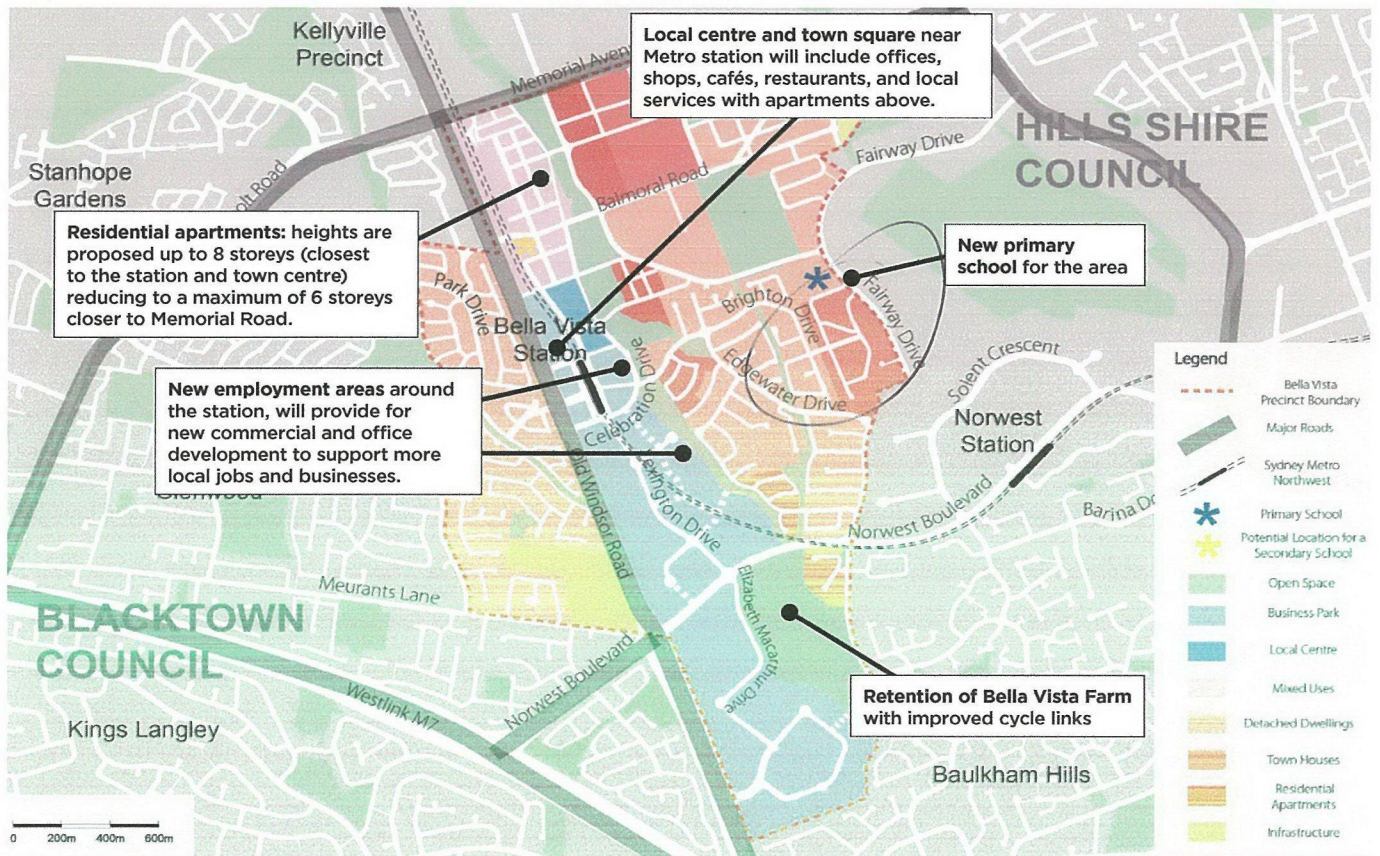 Kellyville
Precinct
Memorial Avenue
Local centre and town square near
Metro station will include offices,
shops, cafés, restaurants, and local
services with apartments above.
HILLS SHIRE
COUNCIL
Fairway Drive
Stanhope
Gardens
olt Road
Balmoral Road
Residential apartments: heights are
proposed up to 8 storeys (closest
to the station and town centre)
reducing to a maximum of 6 storeys
closer to Memorial Road.
New primary
school for the area
Park Drive
Brighton Drive
Fairway Drive
Bella Vista
Station
Edgewater Drive
Solent Crescent
New employment areas around
the station, will provide for
new commercial and office
development to support more
local jobs and businesses.
Celebration Drive
Norwest
Station
Glenwood
Old Windsor Road
Lexington Drive
Norwest Boulevard
Barina Do
Meurants Lane
Elizabeth Macarthur Drive
BLACKTOWN
COUNCIL
Westlink M7
Norwest Boulevard
Retention of Bella Vista Farm
with improved cycle links
Kings Langley
Baulkham Hills
0 200m 400m 600m
Legend
Bella Vista
Precinct Boundary
Major Roads
Sydney Metro
Northwest
Primary School
Potential Location for a
Secondary School
Open Space
Business Park
Local Centre
Mixed Uses
Detached Dwellings
Town Houses
Residential
Apartments
Infrastructure